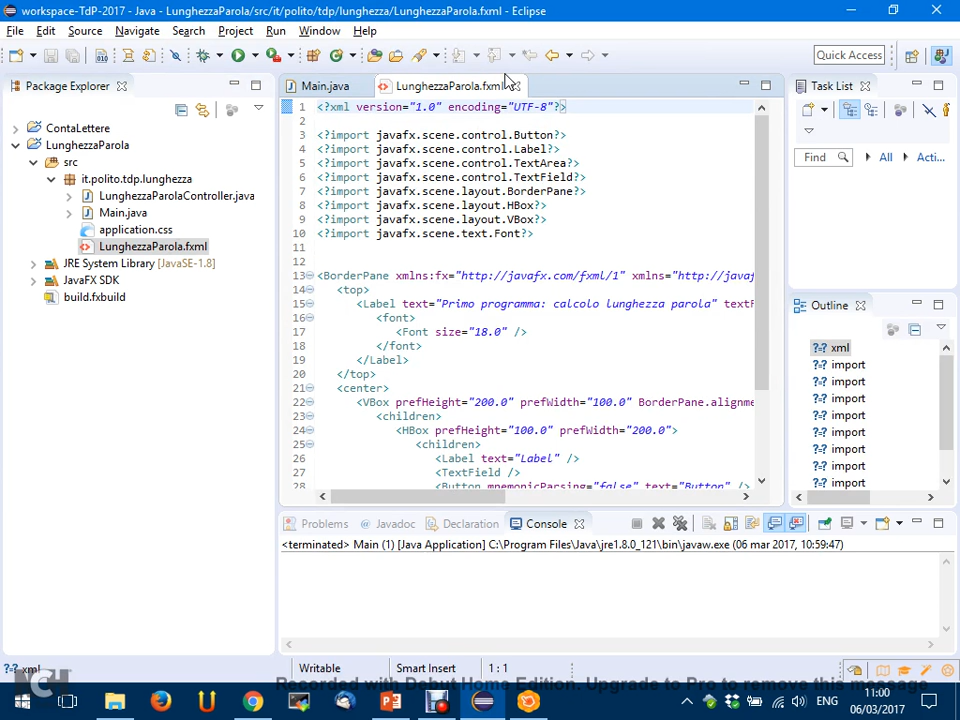 workspace-TdP-2017 - Java - LunghezzaParola/src/it/polito/tdp/lunghezza/LunghezzaParola.fxml - Eclipse
File Edit Source Navigate Search Project Run Window Help
Quick Access
Package Explorer
ContaLettere
LunghezzaParola
src
it.polito.tdp.lunghezza
LunghezzaParolaController.java
Main.java
application.css
LunghezzaParola.fxml
JRE System Library [JavaSE-1.8]
JavaFX SDK
build.fxbuild
Main.java LunghezzaParola.fxml
1 <?xml version="1.0" encoding="UTF-8"?>
2
3 <?import javafx.scene.control.Button?>
4 <?import javafx.scene.control.Label?>
5 <?import javafx.scene.control.TextArea?>
6 <?import javafx.scene.control.TextField?>
7 <?import javafx.scene.layout.BorderPane?>
8 <?import javafx.scene.layout.HBox?>
9 <?import javafx.scene.layout.VBox?>
10 <?import javafx.scene.text.Font?>
11
12
13 <BorderPane xmlns:fx="http://javafx.com/fxml/1" xmlns="http://javaf
14 <top>
15 <Label text="Primo programma: calcolo lunghezza parola" textF
16 <font>
17 <Font size="18.0" />
18 </font>
19 </Label>
20 </top>
21 <center>
22 <VBox prefHeight="200.0" prefWidth="100.0" BorderPane.alignme
23 <children>
24 <HBox prefHeight="100.0" prefWidth="200.0">
25 <children>
26 <Label text="Label" />
27 <TextField />
28 <Button mnemonicParsing="false" text="Button" />
Task List
Find All Acti...
Outline
xml
import
import
import
import
import
import
import
import
Problems Javadoc Declaration Console
<terminated> Main (1) [Java Application] C:\Program Files\Java\jre1.8.0_121\bin\javaw.exe (06 mar 2017, 10:59:47)
Writable Smart Insert 1 : 1
Recorded with Debut Home Edition. Upgrade to Pro to remove this message
ENG 11:00
06/03/2017